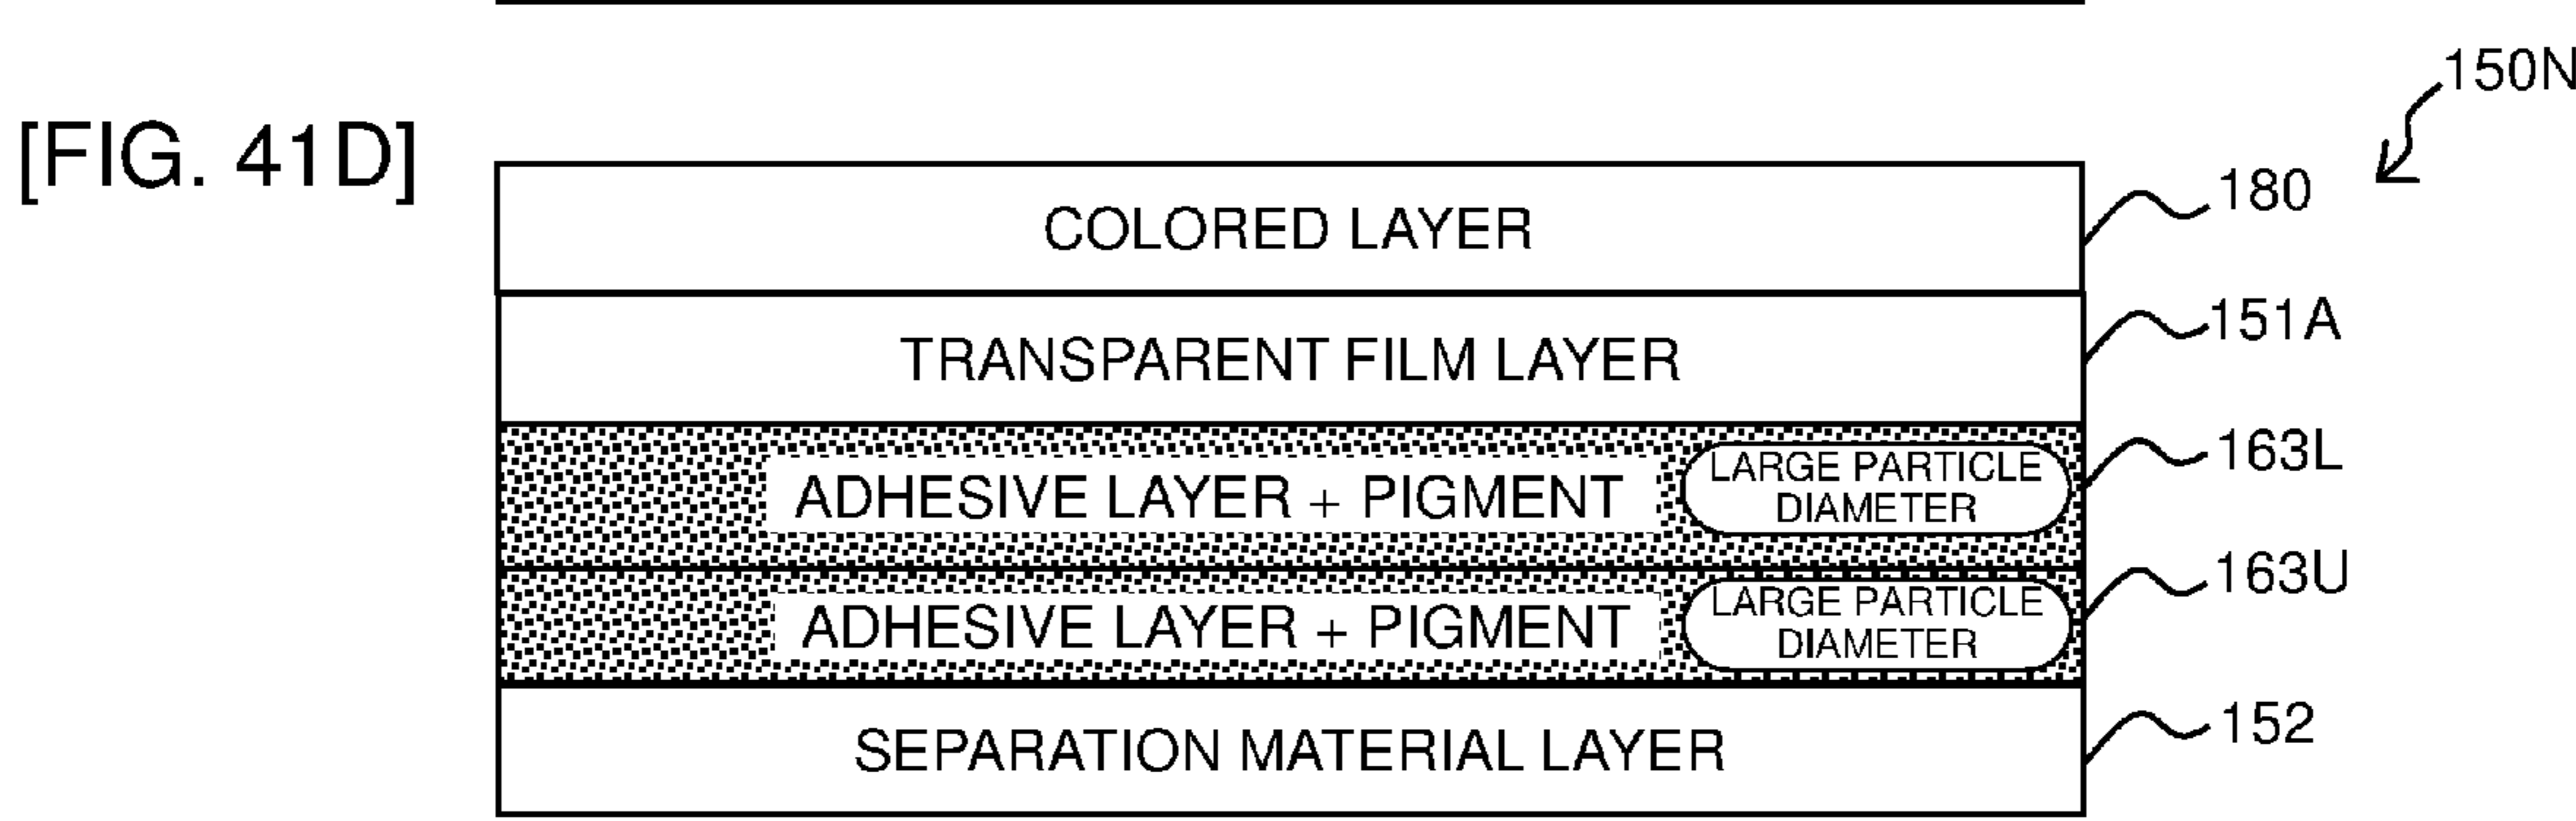 150N
[FIG. 41D]
COLORED LAYER
180
TRANSPARENT FILM LAYER
151A
ADHESIVE LAYER + PIGMENT
LARGE PARTICLE
DIAMETER
163L
ADHESIVE LAYER + PIGMENT
LARGE PARTICLE
DIAMETER
163U
SEPARATION MATERIAL LAYER
152